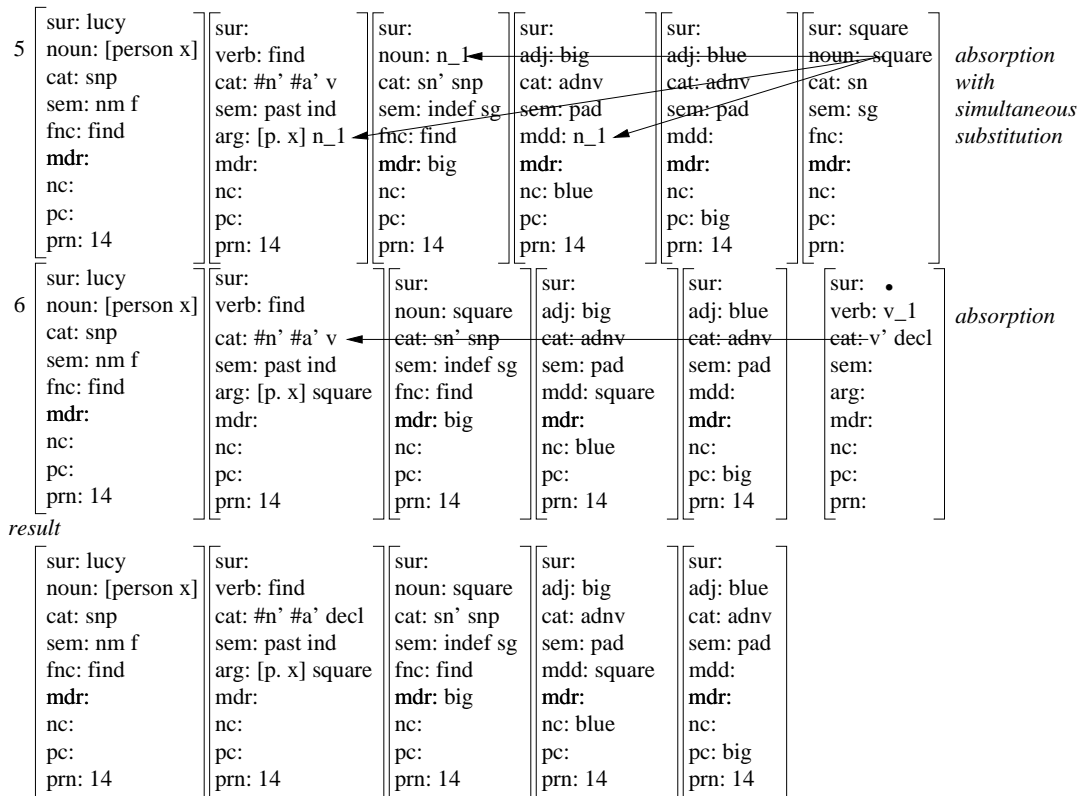 5
sur: lucy
noun: [person x]
cat: snp
sem: nm f
fnc: find
mdr:
nc:
pc:
prn: 14
sur:
verb: find
cat: #n’ #a’ v
sem: past ind
arg: [p. x] n_1
mdr:
nc:
pc:
prn: 14
sur:
noun: n_1
cat: sn’ snp
sem: indef sg
fnc: find
mdr: big
nc:
pc:
prn: 14
sur:
adj: big
cat: adnv
sem: pad
mdd: n_1
mdr:
nc: blue
pc:
prn: 14
sur:
adj: blue
cat: adnv
sem: pad
mdd:
mdr:
nc:
pc: big
prn: 14
sur: square
noun: square
cat: sn
sem: sg
fnc:
mdr:
nc:
pc:
prn:
absorption
with
simultaneous
substitution
6
sur: lucy
noun: [person x]
cat: snp
sem: nm f
fnc: find
mdr:
nc:
pc:
prn: 14
sur:
verb: find
cat: #n’ #a’ v
sem: past ind
arg: [p. x] square
mdr:
nc:
pc:
prn: 14
sur:
noun: square
cat: sn’ snp
sem: indef sg
fnc: find
mdr: big
nc:
pc:
prn: 14
sur:
adj: big
cat: adnv
sem: pad
mdd: square
mdr:
nc: blue
pc:
prn: 14
sur:
adj: blue
cat: adnv
sem: pad
mdd:
mdr:
nc:
pc: big
prn: 14
sur: •
verb: v_1
cat: v’ decl
sem:
arg:
mdr:
nc:
pc:
prn:
absorption
result
sur: lucy
noun: [person x]
cat: snp
sem: nm f
fnc: find
mdr:
nc:
pc:
prn: 14
sur:
verb: find
cat: #n’ #a’ decl
sem: past ind
arg: [p. x] square
mdr:
nc:
pc:
prn: 14
sur:
noun: square
cat: sn’ snp
sem: indef sg
fnc: find
mdr: big
nc:
pc:
prn: 14
sur:
adj: big
cat: adnv
sem: pad
mdd: square
mdr:
nc: blue
pc:
prn: 14
sur:
adj: blue
cat: adnv
sem: pad
mdd:
mdr:
nc:
pc: big
prn: 14